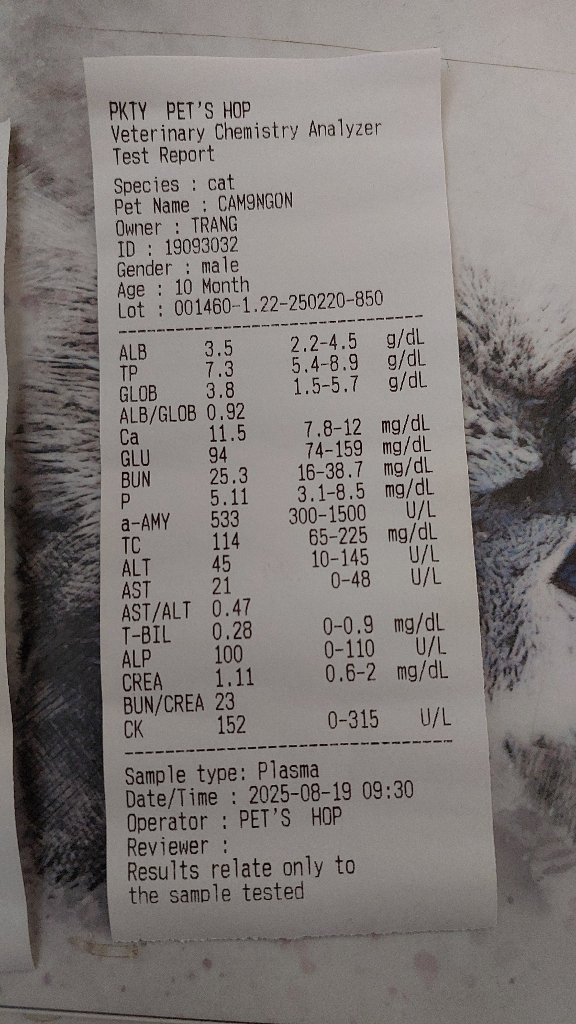 PKTY PET'S HOP
Veterinary Chemistry Analyzer
Test Report
Species : cat
Pet Name : CAM9NGON
Owner : TRANG
ID : 19093032
Gender : male
Age : 10 Month
Lot : 001460-1.22-250220-850
ALB 3.5 2.2-4.5 g/dL
TP 7.3 5.4-8.9 g/dL
GLOB 3.8 1.5-5.7 g/dL
ALB/GLOB 0.92
Ca 11.5 7.8-12 mg/dL
GLU 94 74-159 mg/dL
BUN 25.3 16-38.7 mg/dL
P 5.11 3.1-8.5 mg/dL
a-AMY 533 300-1500 U/L
TC 114 65-225 mg/dL
ALT 45 10-145 U/L
AST 21 0-48 U/L
AST/ALT 0.47
T-BIL 0.28 0-0.9 mg/dL
ALP 100 0-110 U/L
CREA 1.11 0.6-2 mg/dL
BUN/CREA 23
CK 152 0-315 U/L
Sample type: Plasma
Date/Time : 2025-08-19 09:30
Operator : PET'S HOP
Reviewer :
Results relate only to
the sample tested